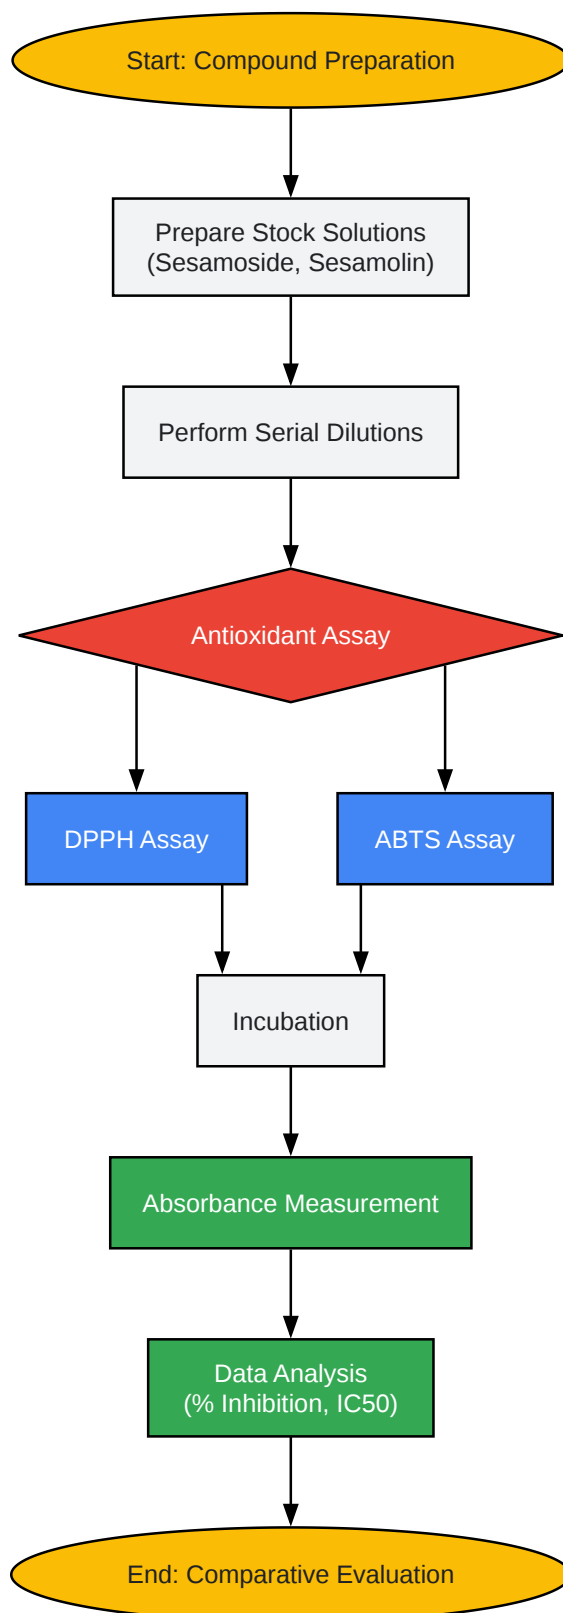 Start: Compound Preparation
Prepare Stock Solutions
(Sesamoside, Sesamolin)
Perform Serial Dilutions
Antioxidant Assay
DPPH Assay
ABTS Assay
Incubation
Absorbance Measurement
Data Analysis
(% Inhibition, IC50)
End: Comparative Evaluation